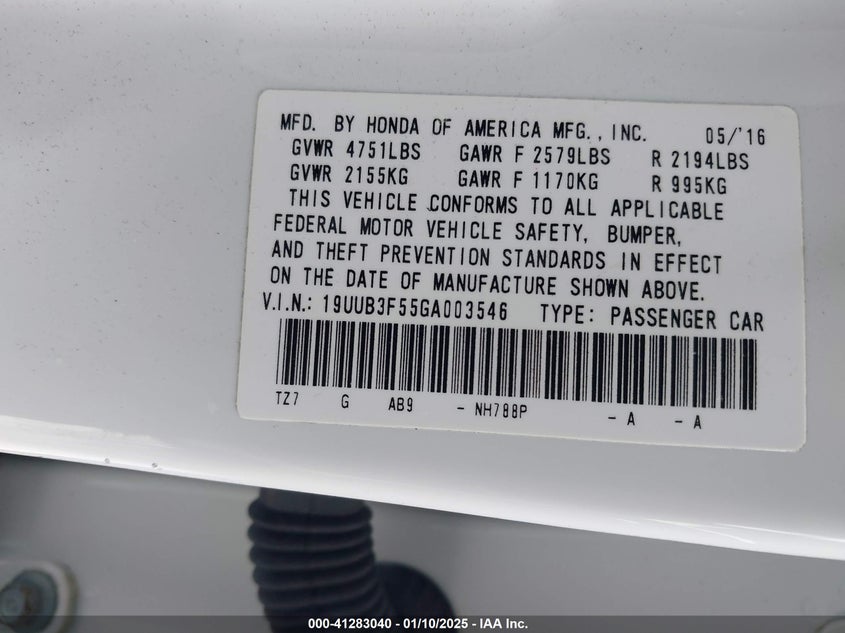 MFD. BY HONDA OF AMERICA MFG., INC. 05/'16
GVWR 4751LBS GAWR F 2579LBS R 2194LBS
GVWR 2155KG GAWR F 1170KG R 995KG
THIS VEHICLE CONFORMS TO ALL APPLICABLE
FEDERAL MOTOR VEHICLE SAFETY, BUMPER,
AND THEFT PREVENTION STANDARDS IN EFFECT
ON THE DATE OF MANUFACTURE SHOWN ABOVE.
V.I.N.: 19UUB3F55GA003546 TYPE: PASSENGER CAR
TZ7 G AB9 - NH788P - A - A
000-41283040 - 01/10/2025 - IAA Inc.